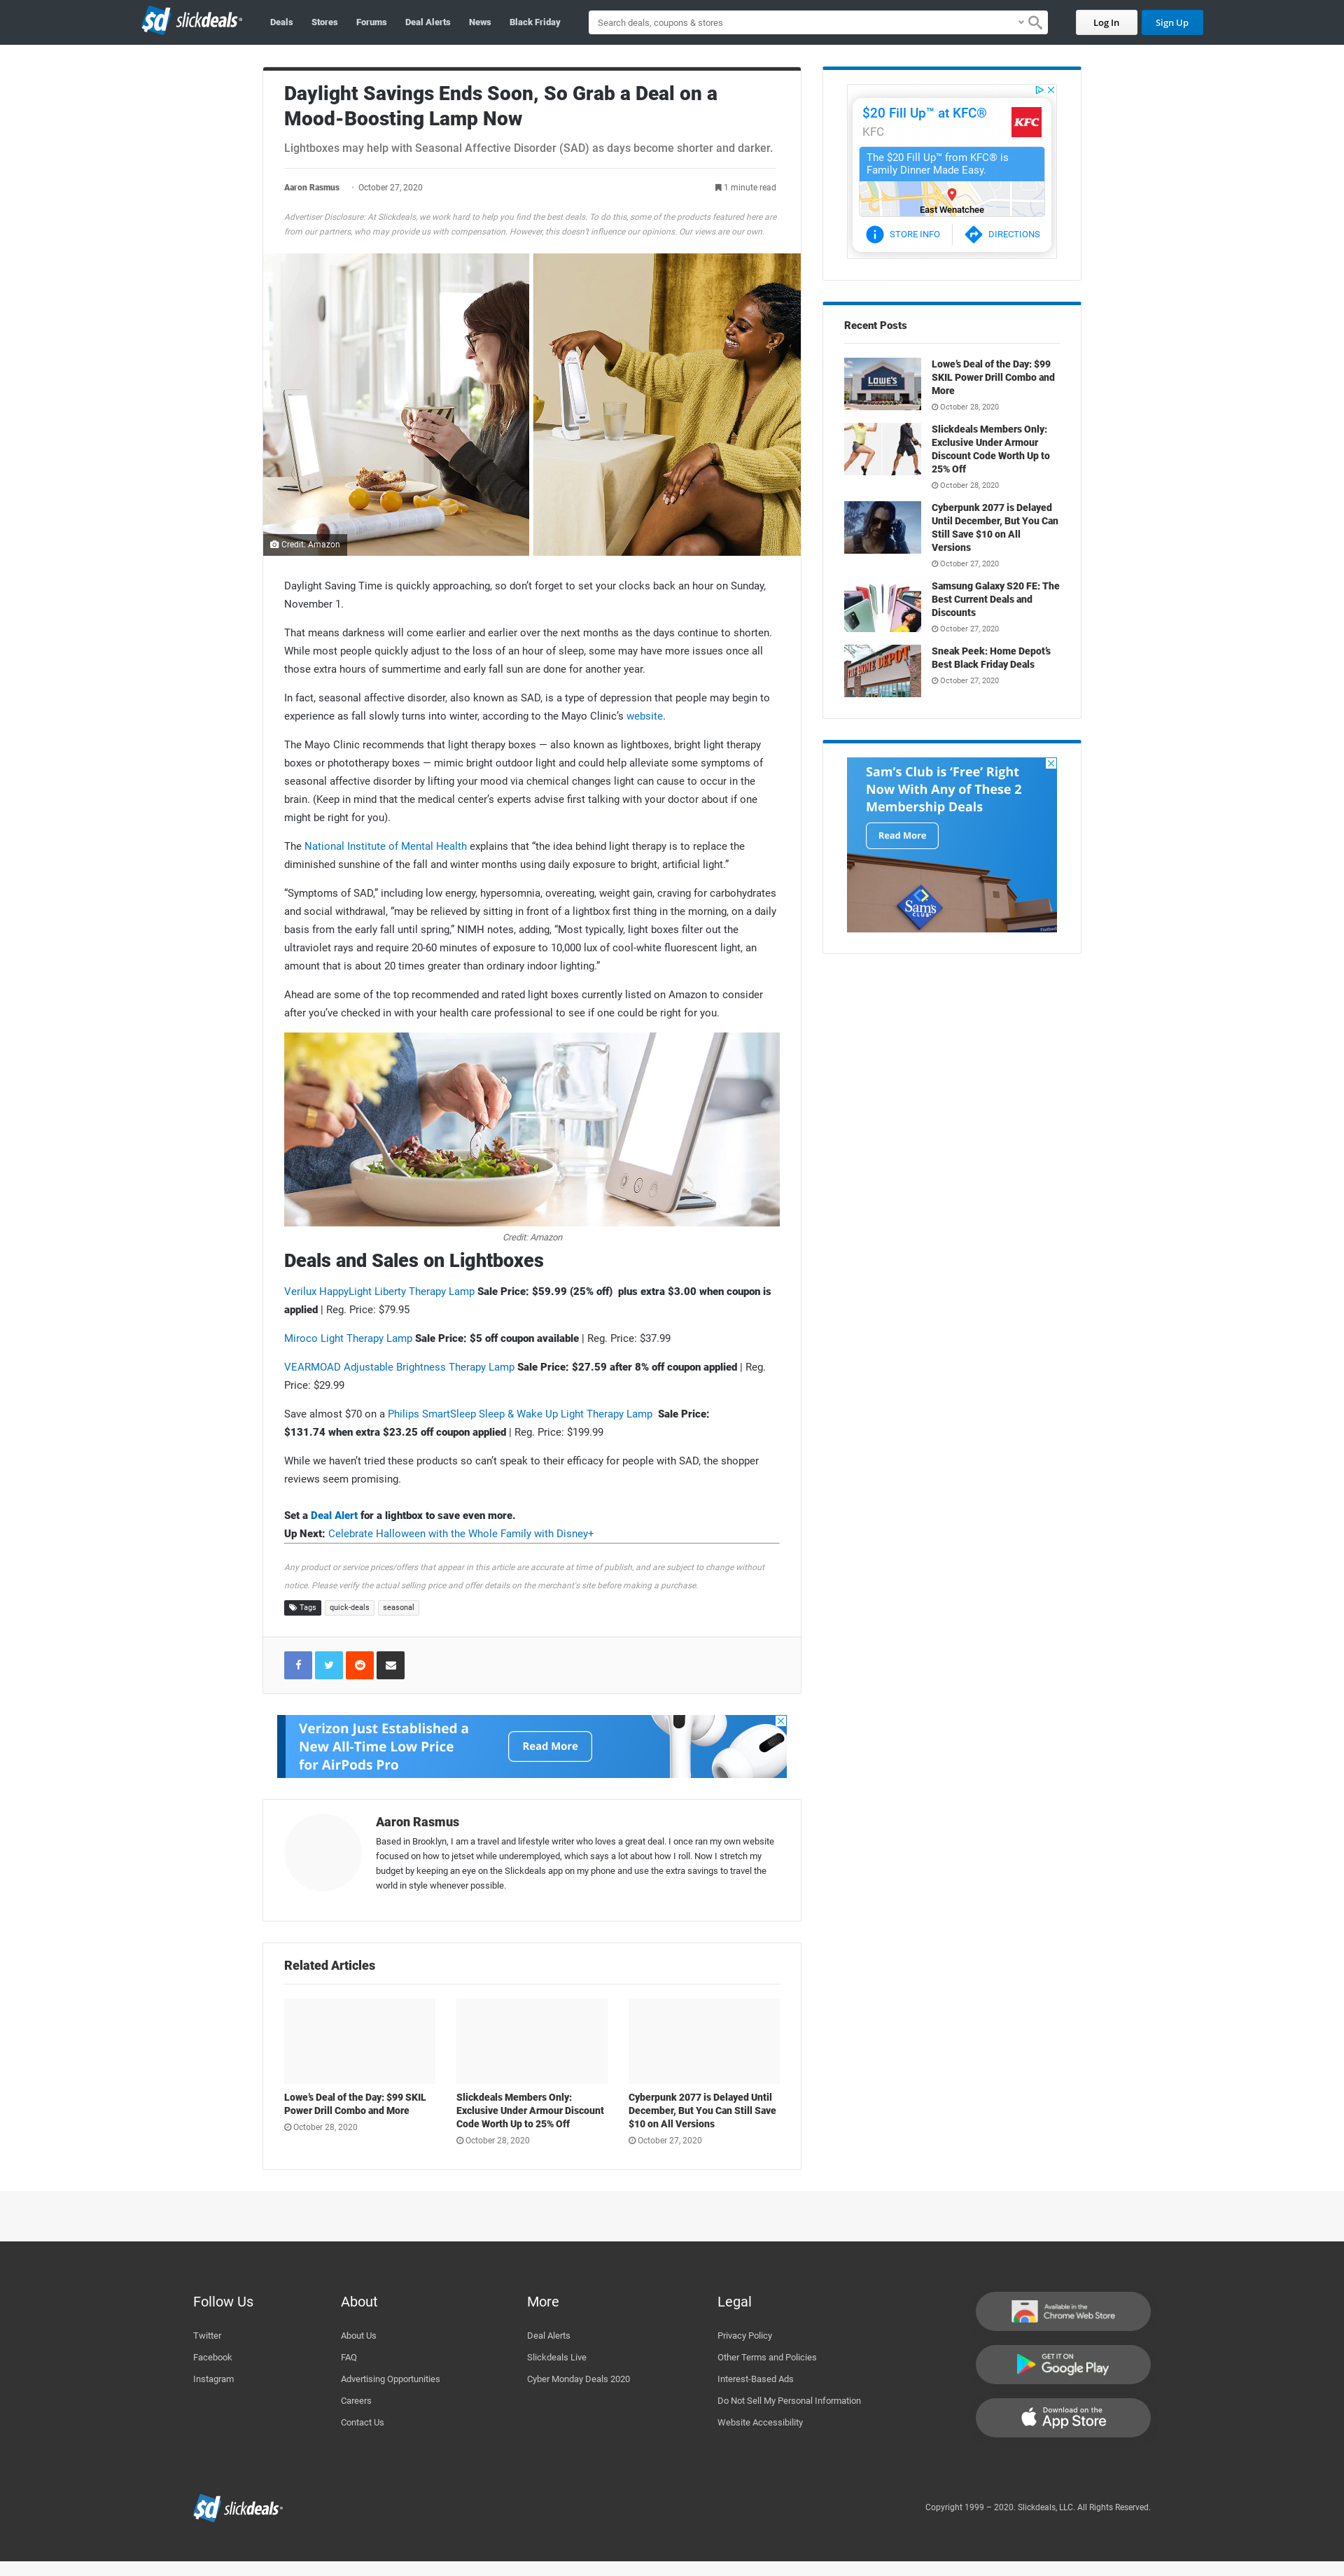 sd slickdeals
Deals
Stores
Forums
Deal Alerts
News
Black Friday
Search deals, coupons & stores
Log In
Sign Up
Daylight Savings Ends Soon, So Grab a Deal on a
Mood-Boosting Lamp Now
Lightboxes may help with Seasonal Affective Disorder (SAD) as days become shorter and darker.
Aaron Rasmus · October 27, 2020
1 minute read
Advertiser Disclosure: At Slickdeals, we work hard to help you find the best deals. To do this, some of the products featured here are
from our partners, who may provide us with compensation. However, this doesn't influence our opinions. Our views are our own.
Credit: Amazon
Daylight Saving Time is quickly approaching, so don’t forget to set your clocks back an hour on Sunday,
November 1.
That means darkness will come earlier and earlier over the next months as the days continue to shorten.
While most people quickly adjust to the loss of an hour of sleep, some may have more issues once all
those extra hours of summertime and early fall sun are done for another year.
In fact, seasonal affective disorder, also known as SAD, is a type of depression that people may begin to
experience as fall slowly turns into winter, according to the Mayo Clinic’s website.
The Mayo Clinic recommends that light therapy boxes — also known as lightboxes, bright light therapy
boxes or phototherapy boxes — mimic bright outdoor light and could help alleviate some symptoms of
seasonal affective disorder by lifting your mood via chemical changes light can cause to occur in the
brain. (Keep in mind that the medical center’s experts advise first talking with your doctor about if one
might be right for you).
The National Institute of Mental Health explains that “the idea behind light therapy is to replace the
diminished sunshine of the fall and winter months using daily exposure to bright, artificial light.”
“Symptoms of SAD,” including low energy, hypersomnia, overeating, weight gain, craving for carbohydrates
and social withdrawal, “may be relieved by sitting in front of a lightbox first thing in the morning, on a daily
basis from the early fall until spring,” NIMH notes, adding, “Most typically, light boxes filter out the
ultraviolet rays and require 20-60 minutes of exposure to 10,000 lux of cool-white fluorescent light, an
amount that is about 20 times greater than ordinary indoor lighting.”
Ahead are some of the top recommended and rated light boxes currently listed on Amazon to consider
after you’ve checked in with your health care professional to see if one could be right for you.
Credit: Amazon
Deals and Sales on Lightboxes
Verilux HappyLight Liberty Therapy Lamp Sale Price: $59.99 (25% off)  plus extra $3.00 when coupon is
applied | Reg. Price: $79.95
Miroco Light Therapy Lamp Sale Price: $5 off coupon available | Reg. Price: $37.99
VEARMOAD Adjustable Brightness Therapy Lamp Sale Price: $27.59 after 8% off coupon applied | Reg.
Price: $29.99
Save almost $70 on a Philips SmartSleep Sleep & Wake Up Light Therapy Lamp  Sale Price:
$131.74 when extra $23.25 off coupon applied | Reg. Price: $199.99
While we haven’t tried these products so can’t speak to their efficacy for people with SAD, the shopper
reviews seem promising.
Set a Deal Alert for a lightbox to save even more.
Up Next: Celebrate Halloween with the Whole Family with Disney+
Any product or service prices/offers that appear in this article are accurate at time of publish, and are subject to change without
notice. Please verify the actual selling price and offer details on the merchant's site before making a purchase.
Tags
quick-deals
seasonal
Verizon Just Established a
New All-Time Low Price
for AirPods Pro
Read More
Aaron Rasmus
Based in Brooklyn, I am a travel and lifestyle writer who loves a great deal. I once ran my own website
focused on how to jetset while underemployed, which says a lot about how I roll. Now I stretch my
budget by keeping an eye on the Slickdeals app on my phone and use the extra savings to travel the
world in style whenever possible.
Related Articles
Lowe’s Deal of the Day: $99 SKIL
Power Drill Combo and More
October 28, 2020
Slickdeals Members Only:
Exclusive Under Armour Discount
Code Worth Up to 25% Off
October 28, 2020
Cyberpunk 2077 is Delayed Until
December, But You Can Still Save
$10 on All Versions
October 27, 2020
$20 Fill Up™ at KFC®
KFC
KFC
The $20 Fill Up™ from KFC® is
Family Dinner Made Easy.
East Wenatchee
STORE INFO
DIRECTIONS
Recent Posts
LOWE'S
Lowe’s Deal of the Day: $99
SKIL Power Drill Combo and
More
October 28, 2020
Slickdeals Members Only:
Exclusive Under Armour
Discount Code Worth Up to
25% Off
October 28, 2020
Cyberpunk 2077 is Delayed
Until December, But You Can
Still Save $10 on All
Versions
October 27, 2020
Samsung Galaxy S20 FE: The
Best Current Deals and
Discounts
October 27, 2020
THE HOME DEPOT
Sneak Peek: Home Depot’s
Best Black Friday Deals
October 27, 2020
Sam’s Club is ‘Free’ Right
Now With Any of These 2
Membership Deals
Read More
Sam's
CLUB
Follow Us
Twitter
Facebook
Instagram
About
About Us
FAQ
Advertising Opportunities
Careers
Contact Us
More
Deal Alerts
Slickdeals Live
Cyber Monday Deals 2020
Legal
Privacy Policy
Other Terms and Policies
Interest-Based Ads
Do Not Sell My Personal Information
Website Accessibility
Available in the
Chrome Web Store
GET IT ON
Google Play
Download on the
App Store
sd slickdeals
Copyright 1999 – 2020. Slickdeals, LLC. All Rights Reserved.